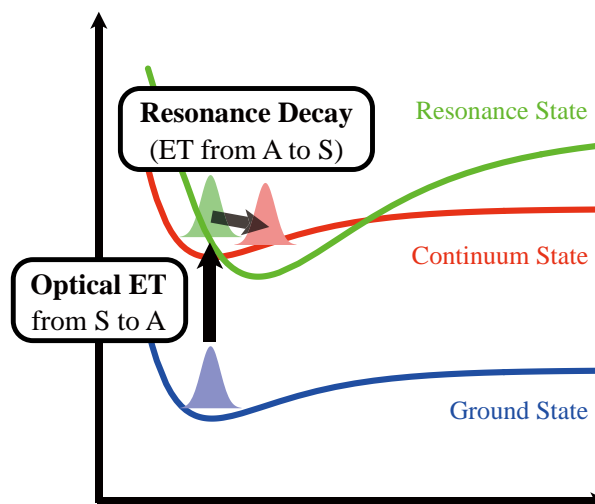 Resonance Decay
(ET from A to S)
Resonance State
Continuum State
Optical ET
from S to A
Ground State